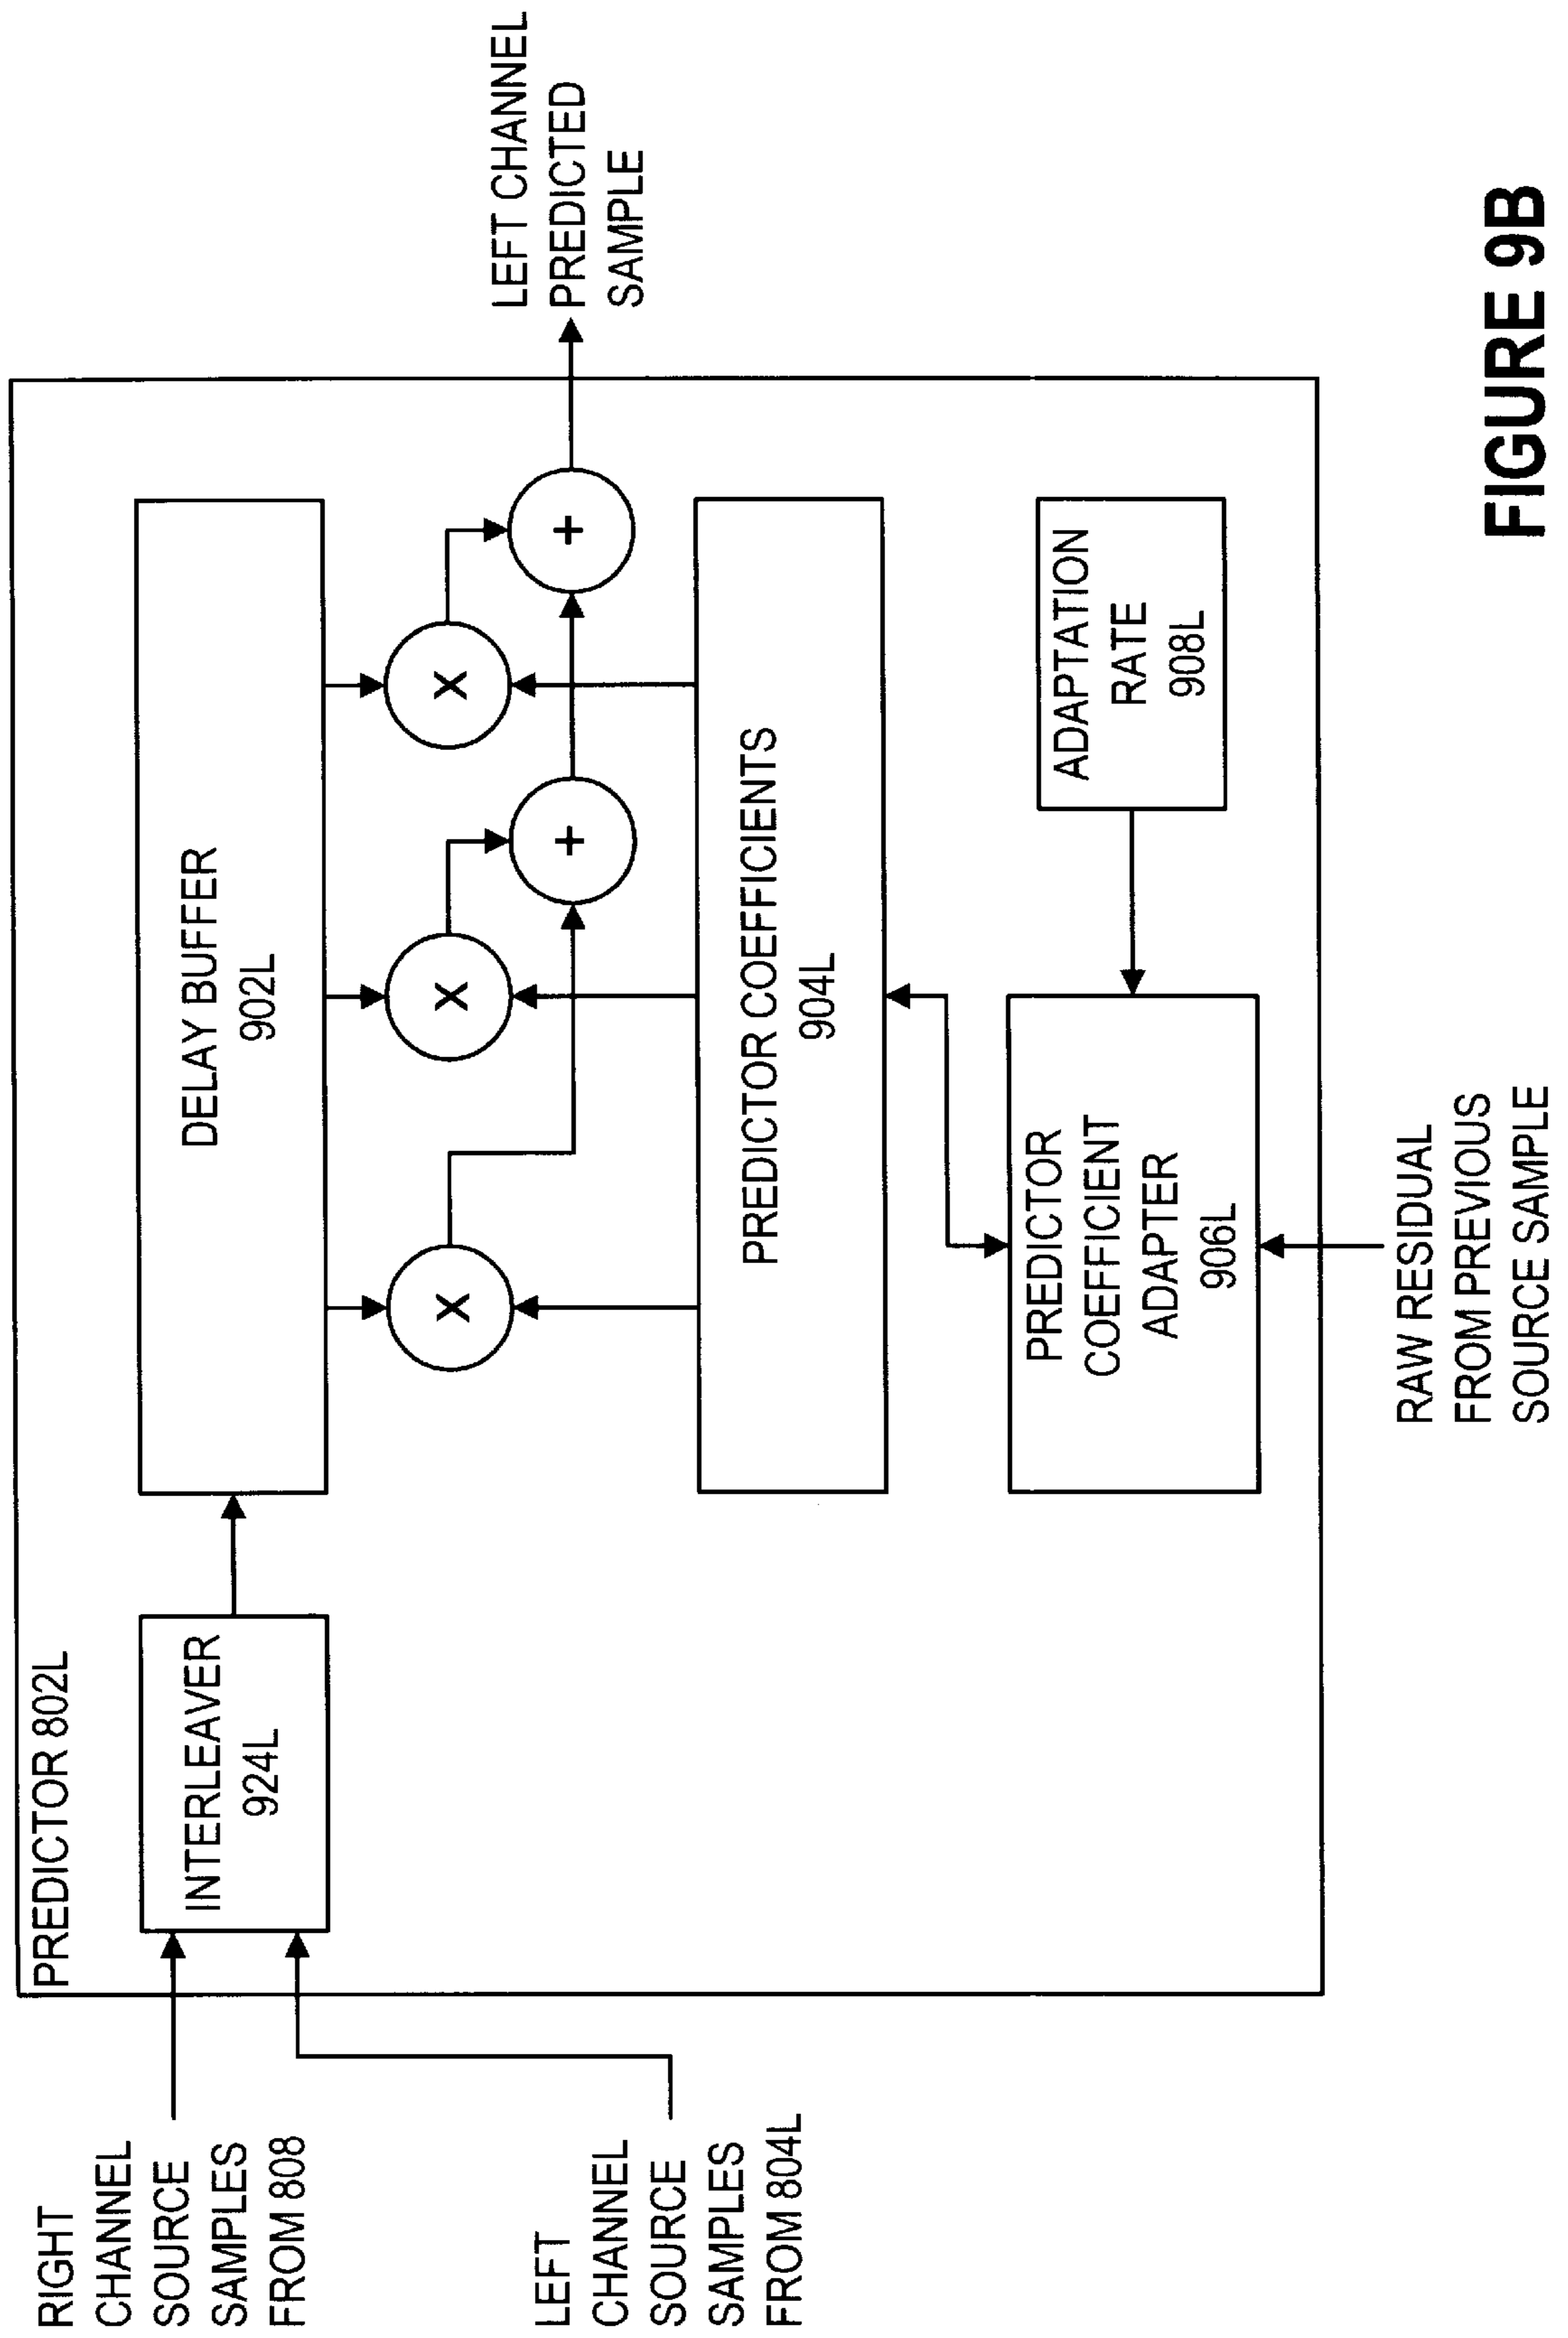 PREDICTOR 802L
RIGHT
CHANNEL
SOURCE
SAMPLES
FROM 808
LEFT
CHANNEL
SOURCE
SAMPLES
FROM 804L
INTERLEAVER
924L
DELAY BUFFER
902L
X
X
X
+
+
LEFT CHANNEL
PREDICTED
SAMPLE
PREDICTOR COEFFICIENTS
904L
PREDICTOR
COEFFICIENT
ADAPTER
906L
ADAPTATION
RATE
908L
RAW RESIDUAL
FROM PREVIOUS
SOURCE SAMPLE
FIGURE 9B